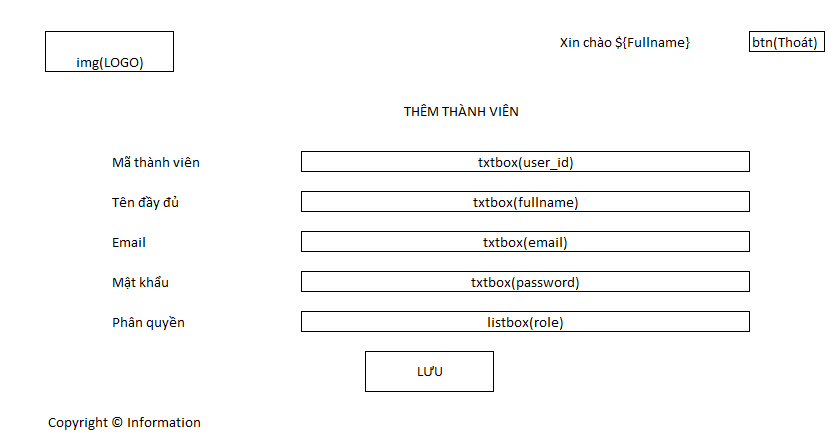 img(LOGO)
Xin chào ${Fullname}
btn(Thoát)
THÊM THÀNH VIÊN
Mã thành viên
txtbox(user_id)
Tên đầy đủ
txtbox(fullname)
Email
txtbox(email)
Mật khẩu
txtbox(password)
Phân quyền
listbox(role)
LƯU
Copyright © Information